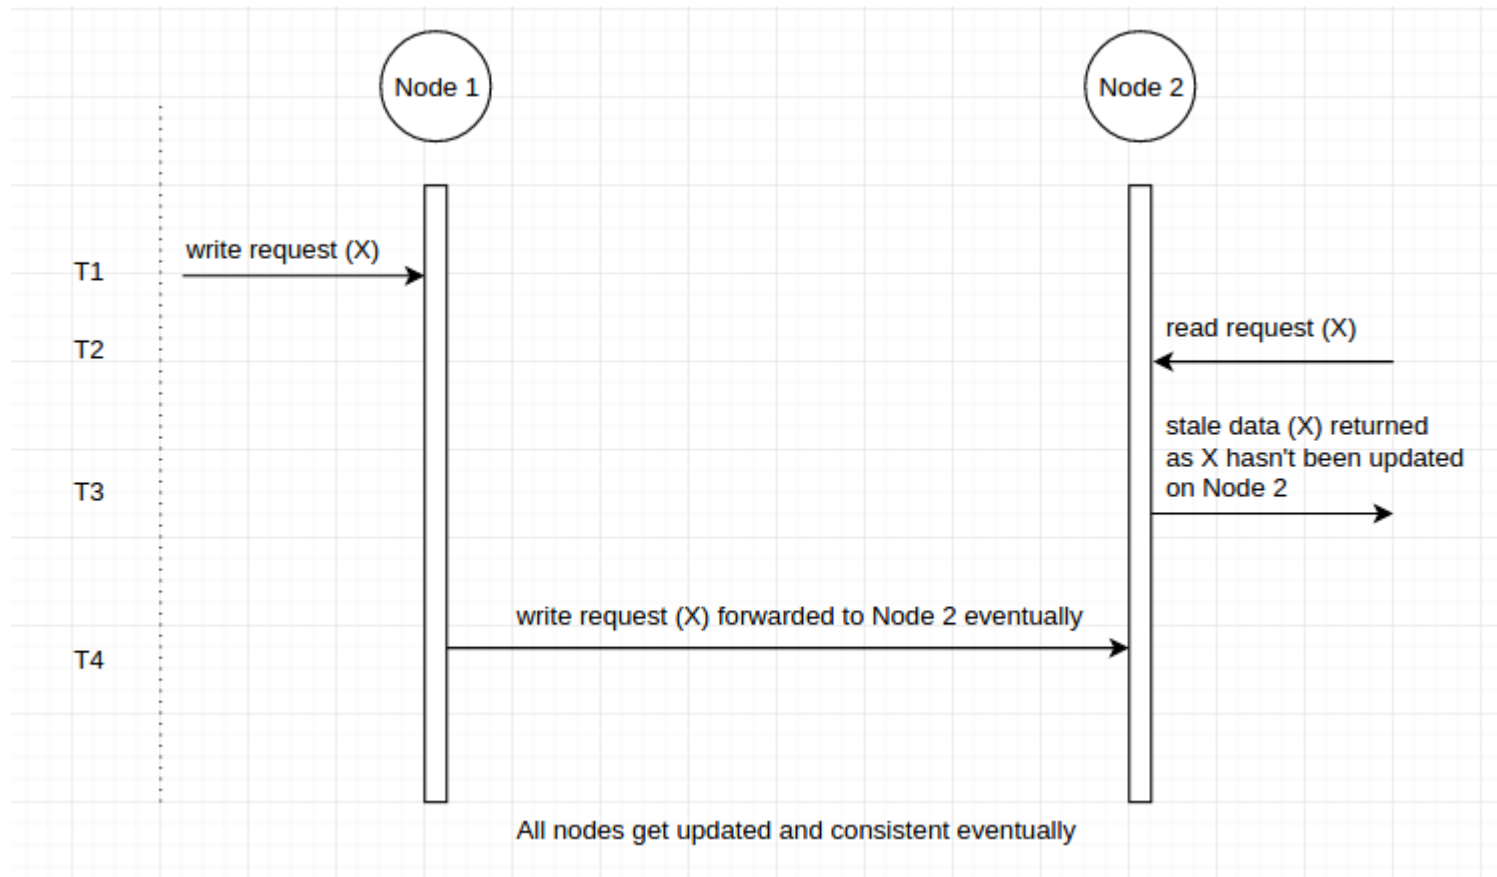 Node 1
Node 2
write request (X)
T1
read request (X)
T2
stale data (X) returned
as X hasn't been updated
on Node 2
T3
write request (X) forwarded to Node 2 eventually
T4
All nodes get updated and consistent eventually